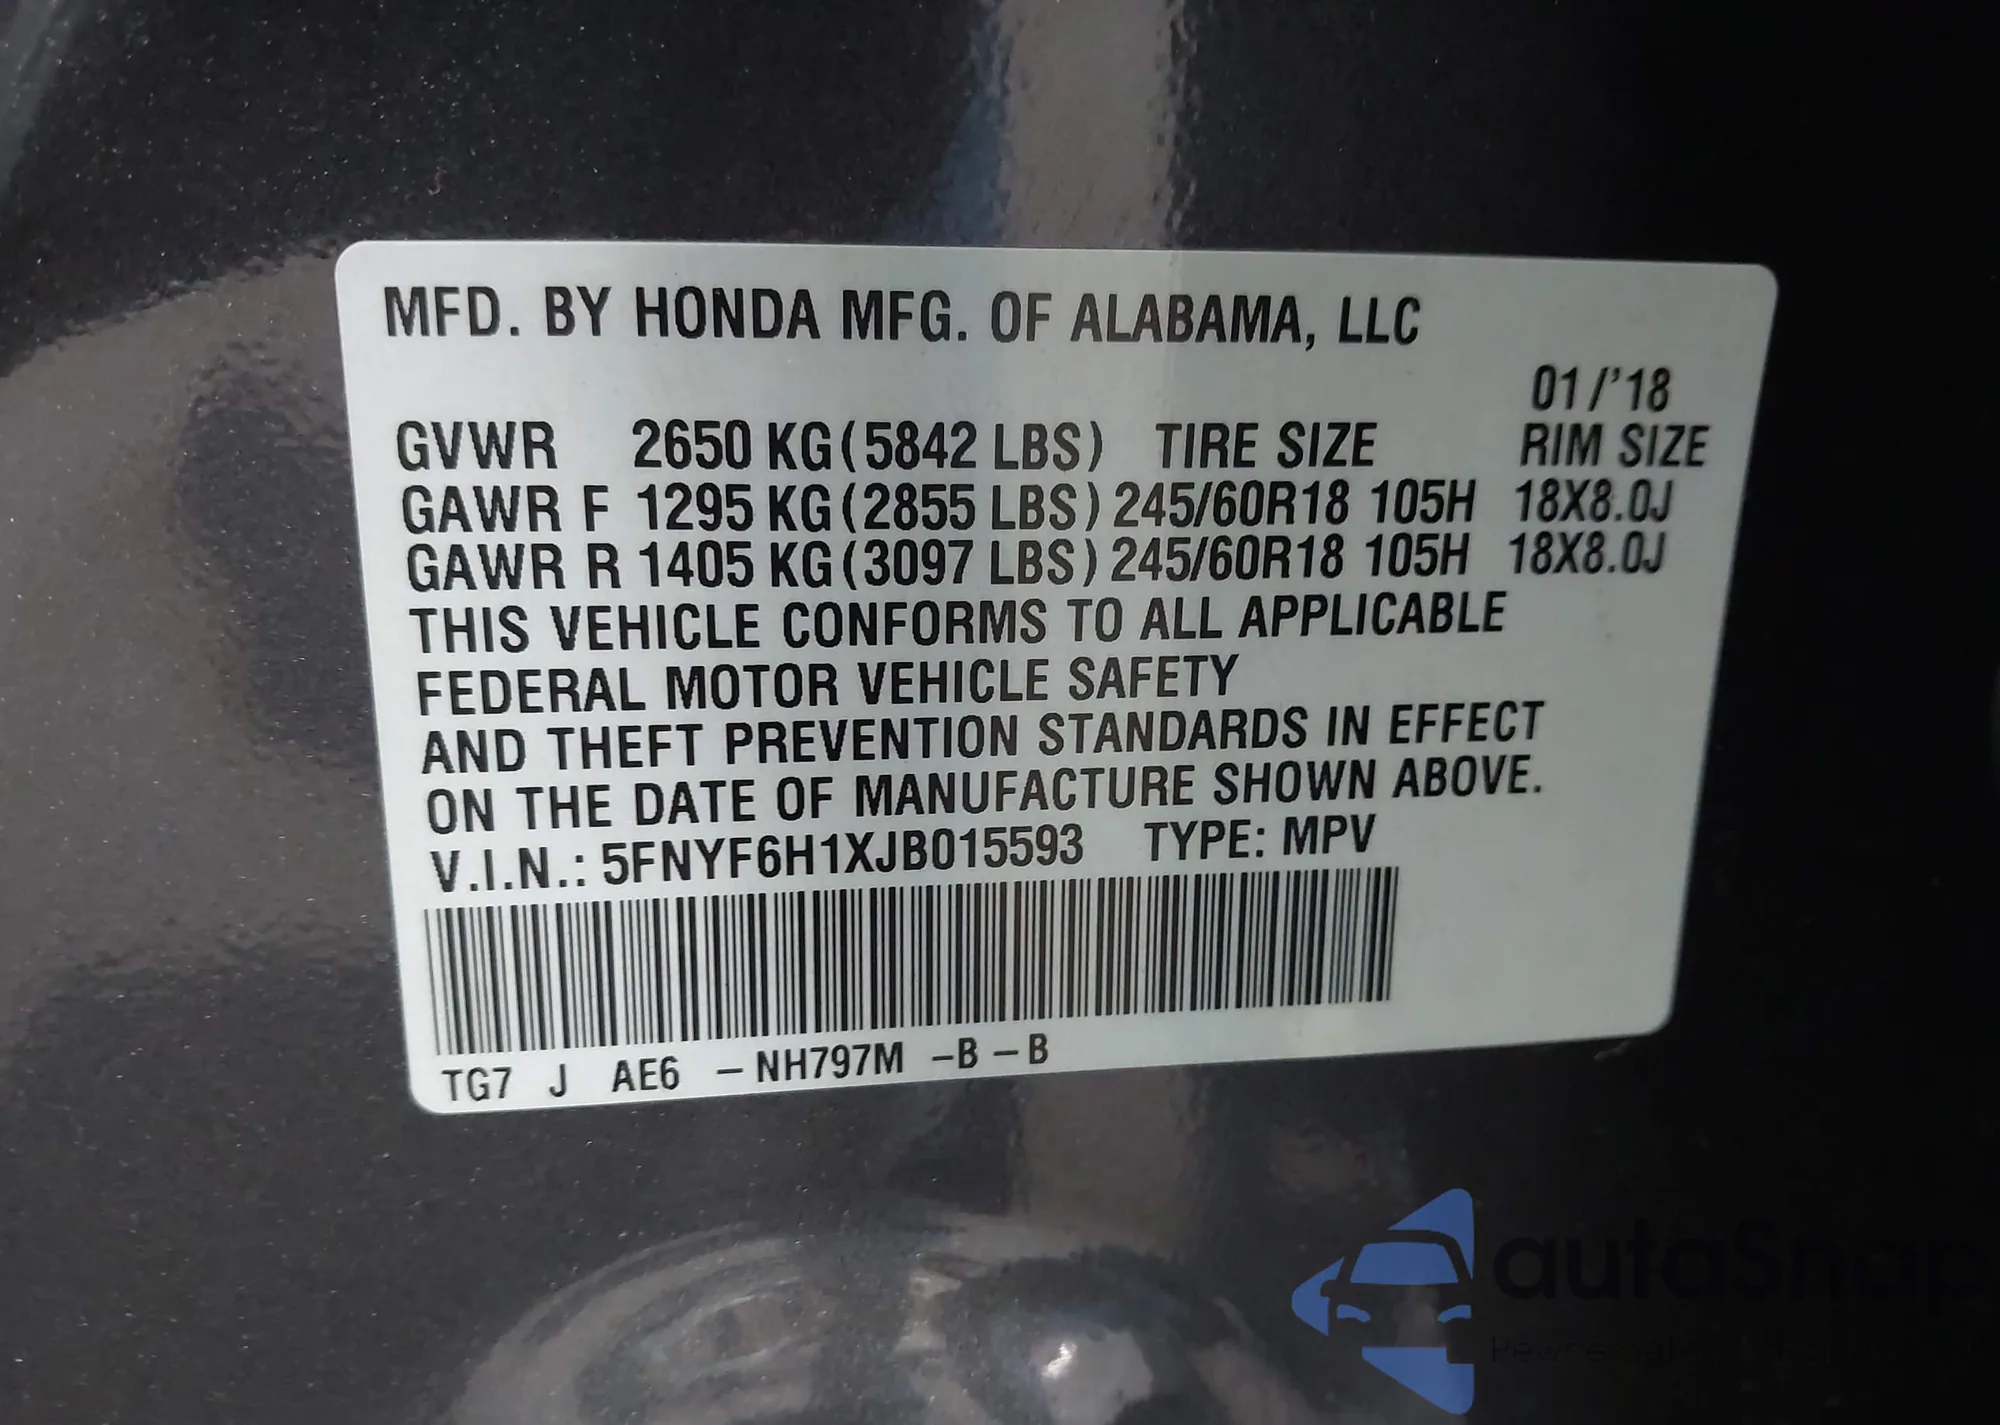 MFD. BY HONDA MFG. OF ALABAMA, LLC
01/'18
GVWR 2650 KG (5842 LBS) TIRE SIZE RIM SIZE
GAWR F 1295 KG (2855 LBS) 245/60R18 105H 18X8.0J
GAWR R 1405 KG (3097 LBS) 245/60R18 105H 18X8.0J
THIS VEHICLE CONFORMS TO ALL APPLICABLE
FEDERAL MOTOR VEHICLE SAFETY
AND THEFT PREVENTION STANDARDS IN EFFECT
ON THE DATE OF MANUFACTURE SHOWN ABOVE.
V.I.N.: 5FNYF6H1XJB015593 TYPE: MPV
TG7 J AE6 – NH797M –B – B
autoSnap